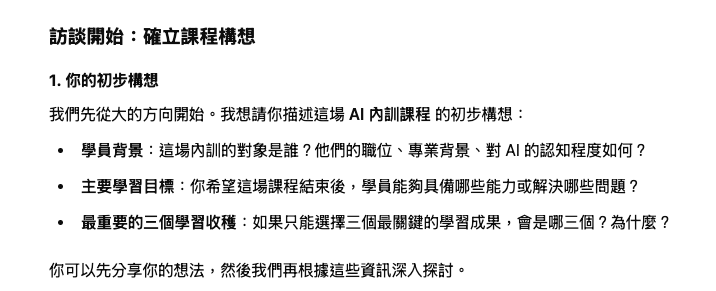 訪談開始：確立課程構想
1. 你的初步構想
我們先從大的方向開始。我想請你描述這場 AI 內訓課程 的初步構想：
• 學員背景：這場內訓的對象是誰？他們的職位、專業背景、對 AI 的認知程度如何？
• 主要學習目標：你希望這場課程結束後，學員能夠具備哪些能力或解決哪些問題？
• 最重要的三個學習收穫：如果只能選擇三個最關鍵的學習成果，會是哪三個？為什麼？
你可以先分享你的想法，然後我們再根據這些資訊深入探討。